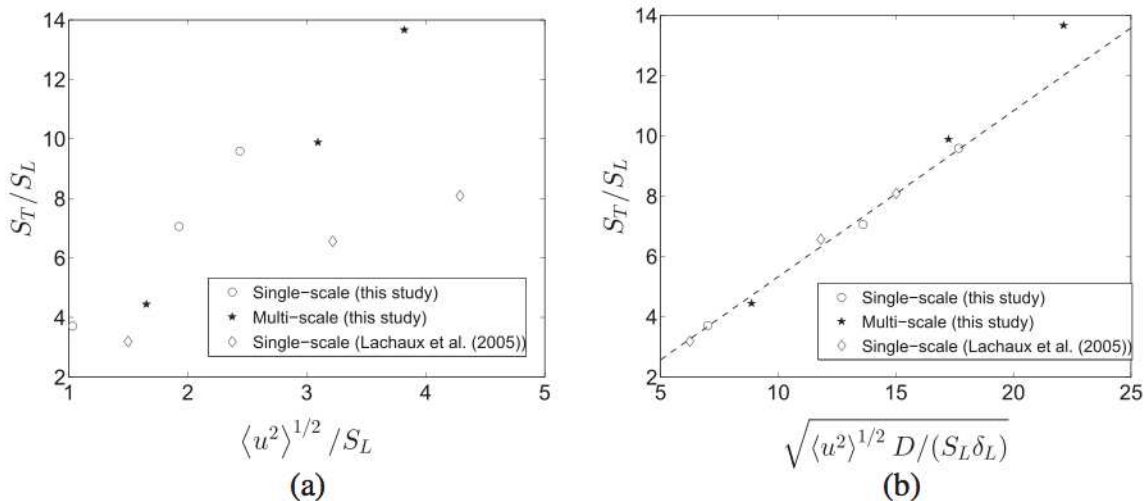 14
12
10
8
6
4
2
S_T/S_L
1 2 3 4 5
⟨u²⟩^{1/2} /S_L
Single−scale (this study)
Multi−scale (this study)
Single−scale (Lachaux et al. (2005))
(a)
14
12
10
8
6
4
2
S_T/S_L
5 10 15 20 25
√⟨u²⟩^{1/2} D/(S_Lδ_L)
Single−scale (this study)
Multi−scale (this study)
Single−scale (Lachaux et al. (2005))
(b)